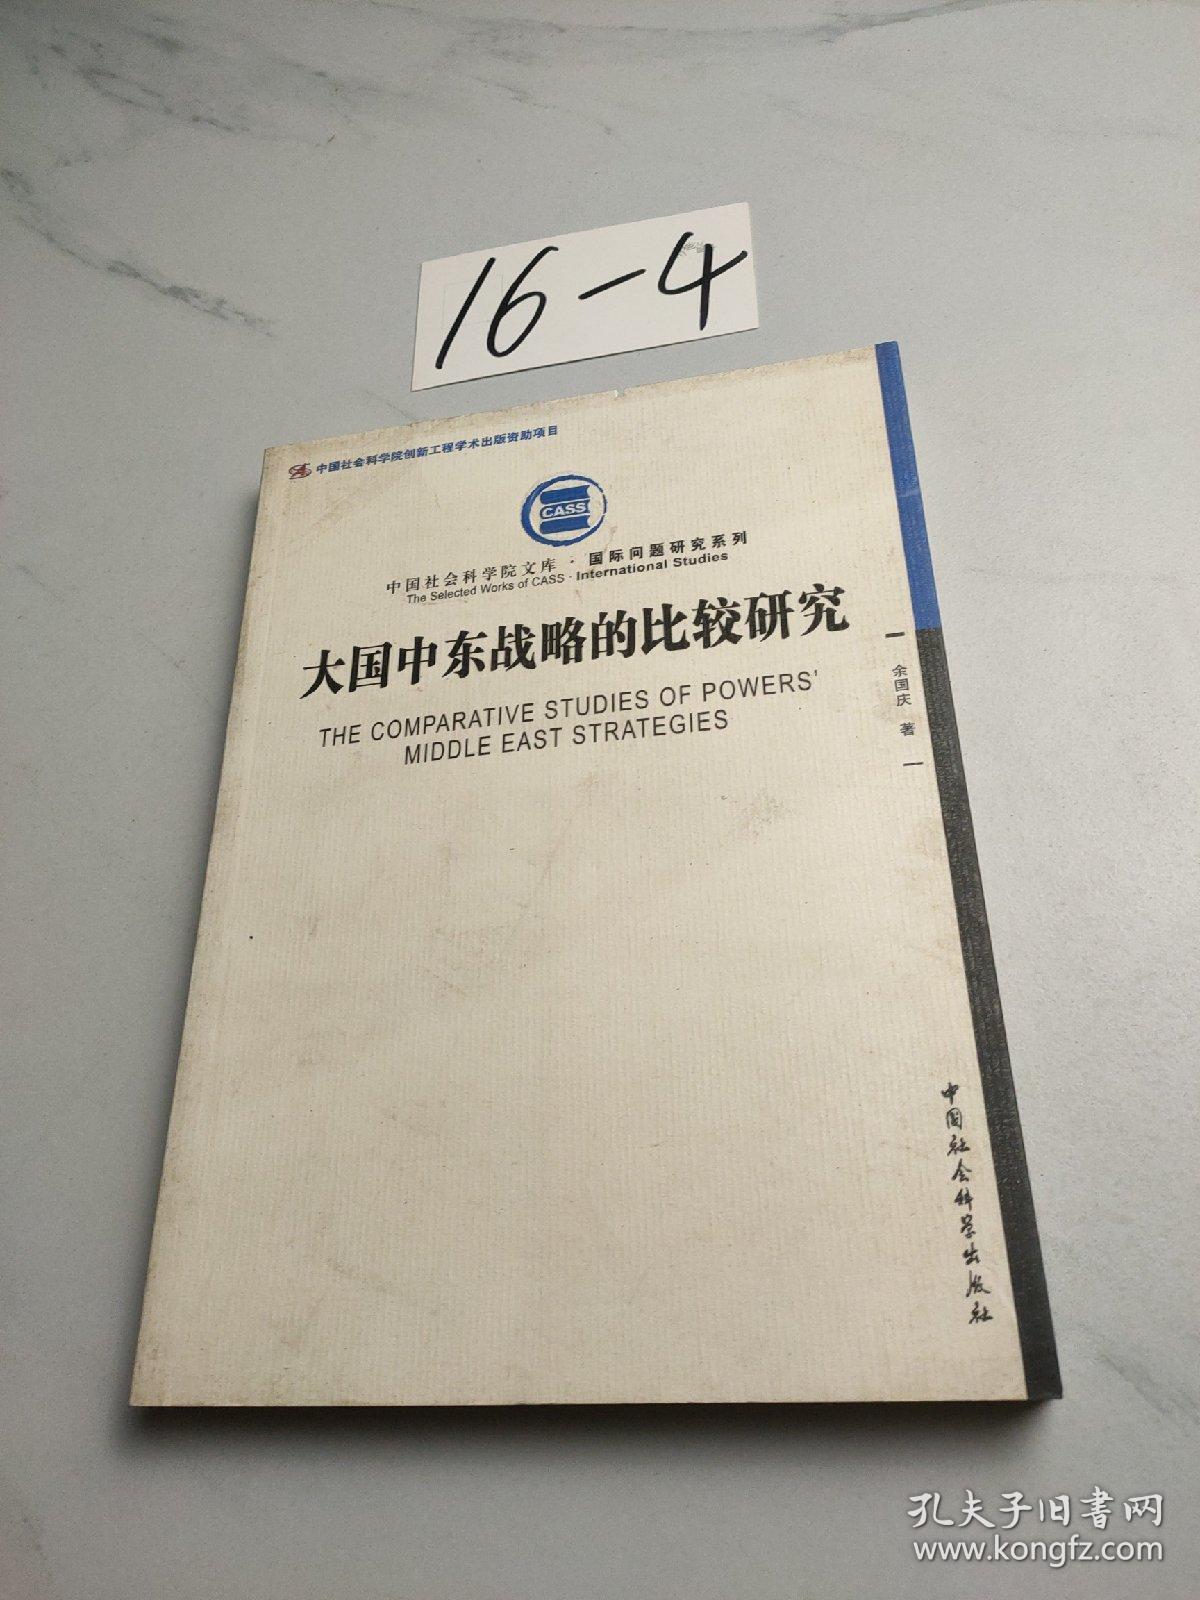 16-4
中国社会科学院创新工程学术出版资助项目
CASS
中国社会科学院文库·国际问题研究系列
The Selected Works of CASS·International Studies
大国中东战略的比较研究
THE COMPARATIVE STUDIES OF POWERS'
MIDDLE EAST STRATEGIES
余国庆 著
中国社会科学出版社
孔夫子旧书网
www.kongfz.com